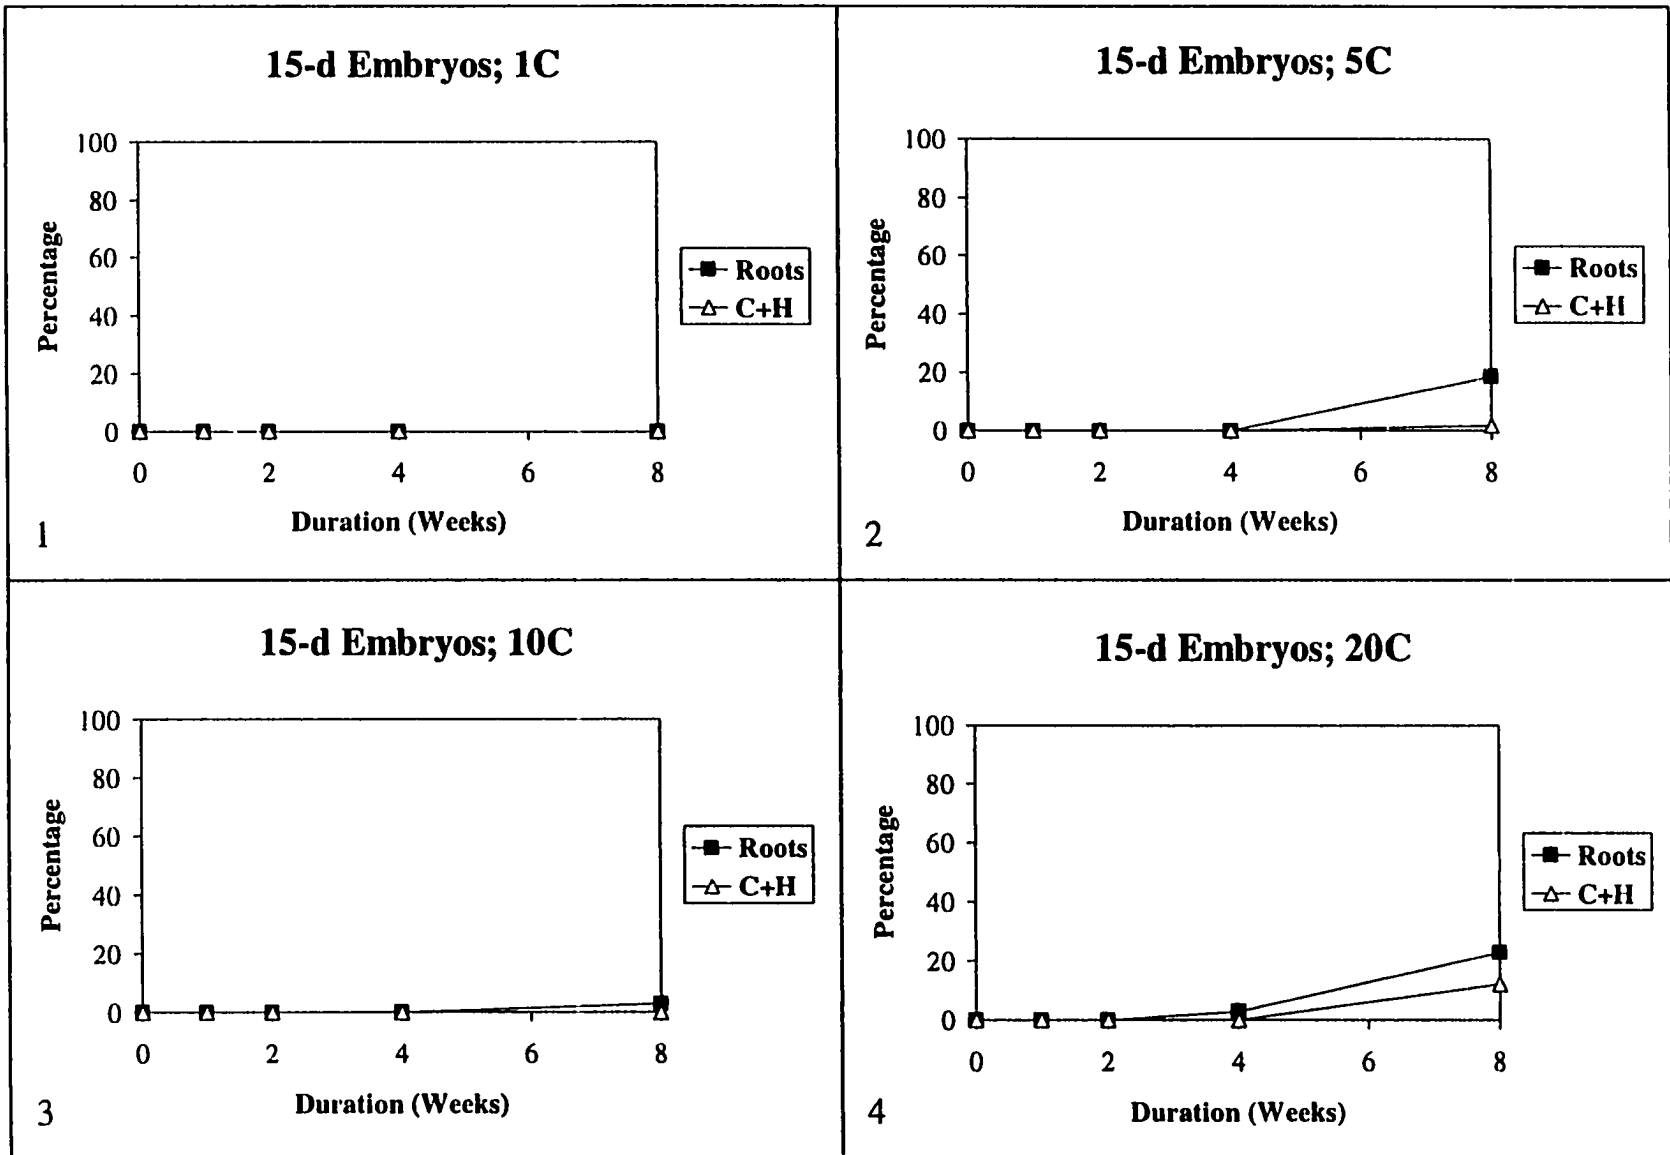 15-d Embryos; 1C
100
80
60
40
20
0
Percentage
0 2 4 6 8
Duration (Weeks)
Roots
C+H
1
15-d Embryos; 5C
100
80
60
40
20
0
Percentage
0 2 4 6 8
Duration (Weeks)
Roots
C+H
2
15-d Embryos; 10C
100
80
60
40
20
0
Percentage
0 2 4 6 8
Duration (Weeks)
Roots
C+H
3
15-d Embryos; 20C
100
80
60
40
20
0
Percentage
0 2 4 6 8
Duration (Weeks)
Roots
C+H
4